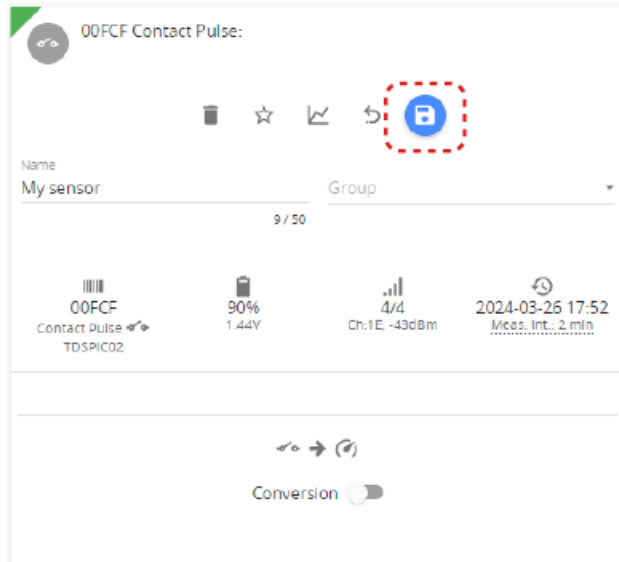 00FCF Contact Pulse:
Name
My sensor
Group
9 / 50
00FCF
Contact Pulse
TDSPIC02
90%
1.44V
4/4
Ch:1E, -43dBm
2024-03-26 17:52
Meas. Int.: 2 min
Conversion